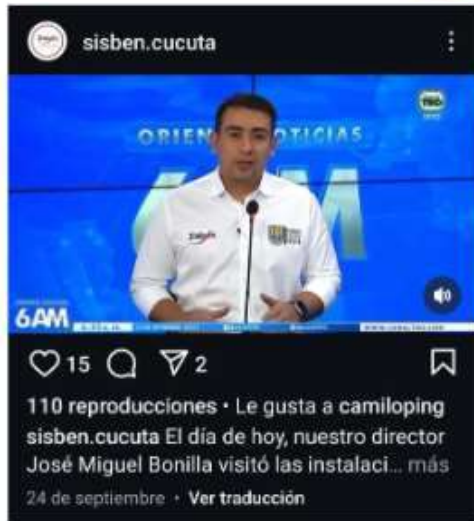 sisben.cucuta
TRO
ORIENTE NOTICIAS
6AM
6AM
15
2
110 reproducciones • Le gusta a camiloping
sisben.cucuta El día de hoy, nuestro director
José Miguel Bonilla visitó las instalaci... más
24 de septiembre • Ver traducción